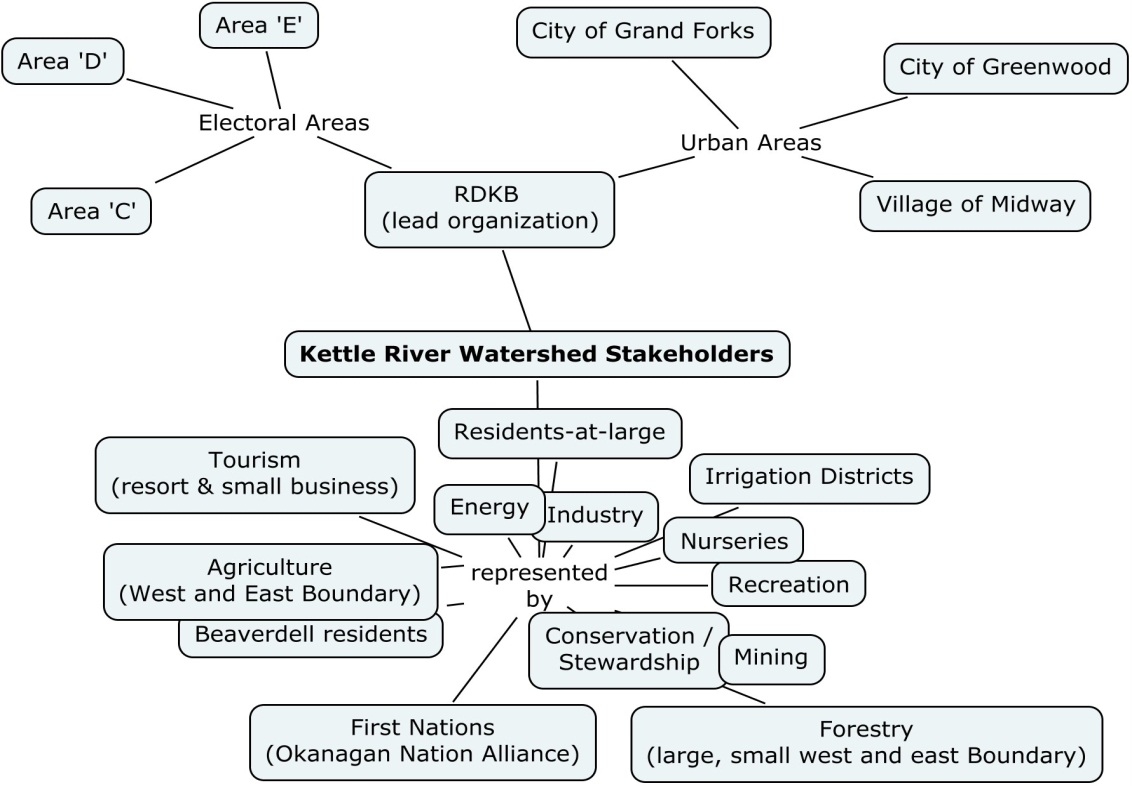 Area 'E'
City of Grand Forks
Area 'D'
City of Greenwood
Electoral Areas
Urban Areas
RDKB
(lead organization)
Area 'C'
Village of Midway
Kettle River Watershed Stakeholders
Residents-at-large
Tourism
(resort & small business)
Irrigation Districts
Energy
Industry
Nurseries
Agriculture
(West and East Boundary)
represented
by
Recreation
Beaverdell residents
Conservation /
Stewardship
Mining
First Nations
(Okanagan Nation Alliance)
Forestry
(large, small west and east Boundary)